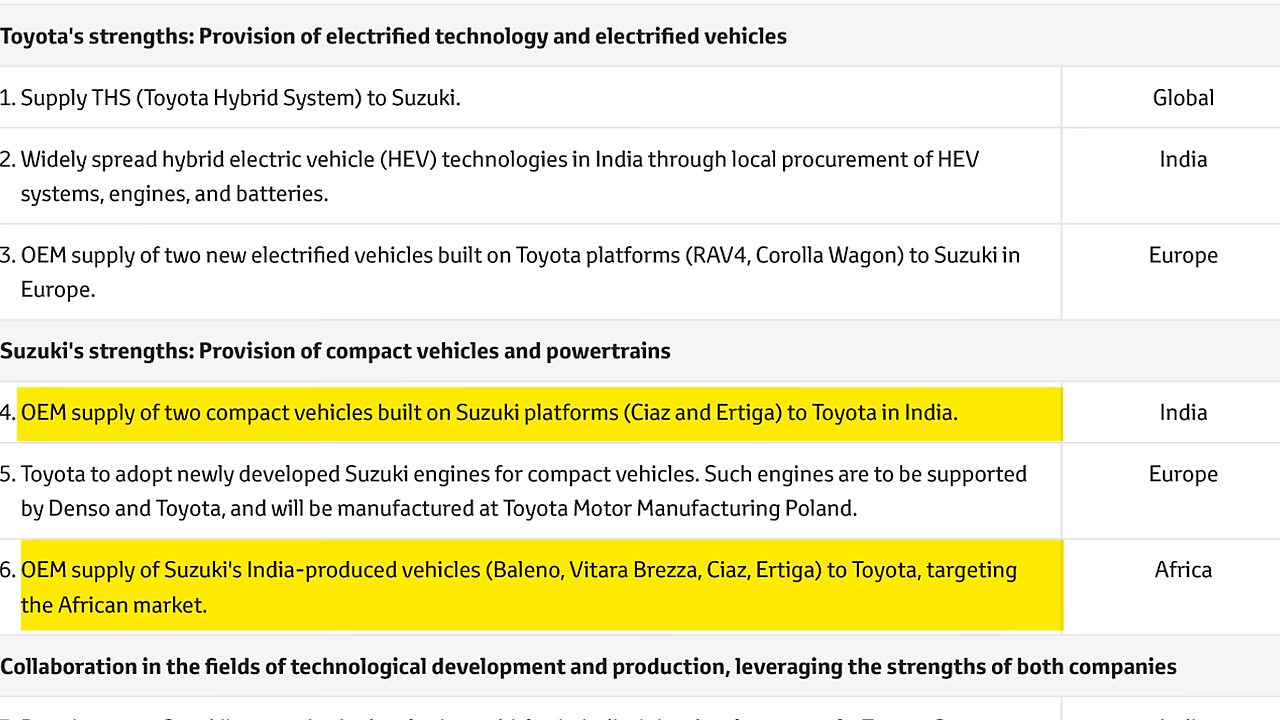 Toyota's strengths: Provision of electrified technology and electrified vehicles
1. Supply THS (Toyota Hybrid System) to Suzuki.
Global
2. Widely spread hybrid electric vehicle (HEV) technologies in India through local procurement of HEV
systems, engines, and batteries.
India
3. OEM supply of two new electrified vehicles built on Toyota platforms (RAV4, Corolla Wagon) to Suzuki in
Europe.
Europe
Suzuki's strengths: Provision of compact vehicles and powertrains
4. OEM supply of two compact vehicles built on Suzuki platforms (Ciaz and Ertiga) to Toyota in India.
India
5. Toyota to adopt newly developed Suzuki engines for compact vehicles. Such engines are to be supported
by Denso and Toyota, and will be manufactured at Toyota Motor Manufacturing Poland.
Europe
6. OEM supply of Suzuki's India-produced vehicles (Baleno, Vitara Brezza, Ciaz, Ertiga) to Toyota, targeting
the African market.
Africa
Collaboration in the fields of technological development and production, leveraging the strengths of both companies